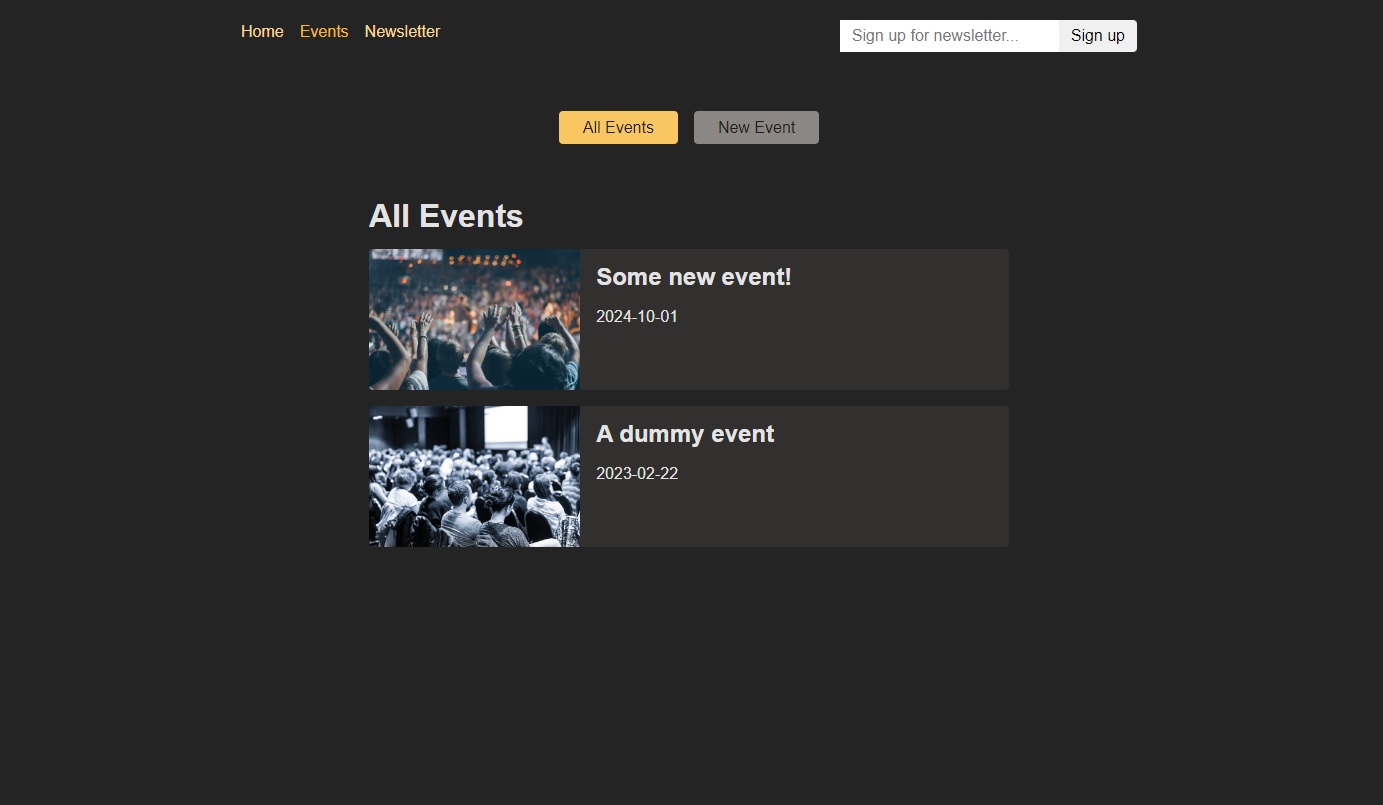 Home Events Newsletter Sign up for newsletter... Sign up
All Events New Event
All Events
Some new event!
2024-10-01
A dummy event
2023-02-22